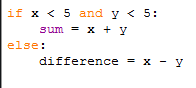 if x < 5 and y < 5:
    sum = x + y
else:
    difference = x - y